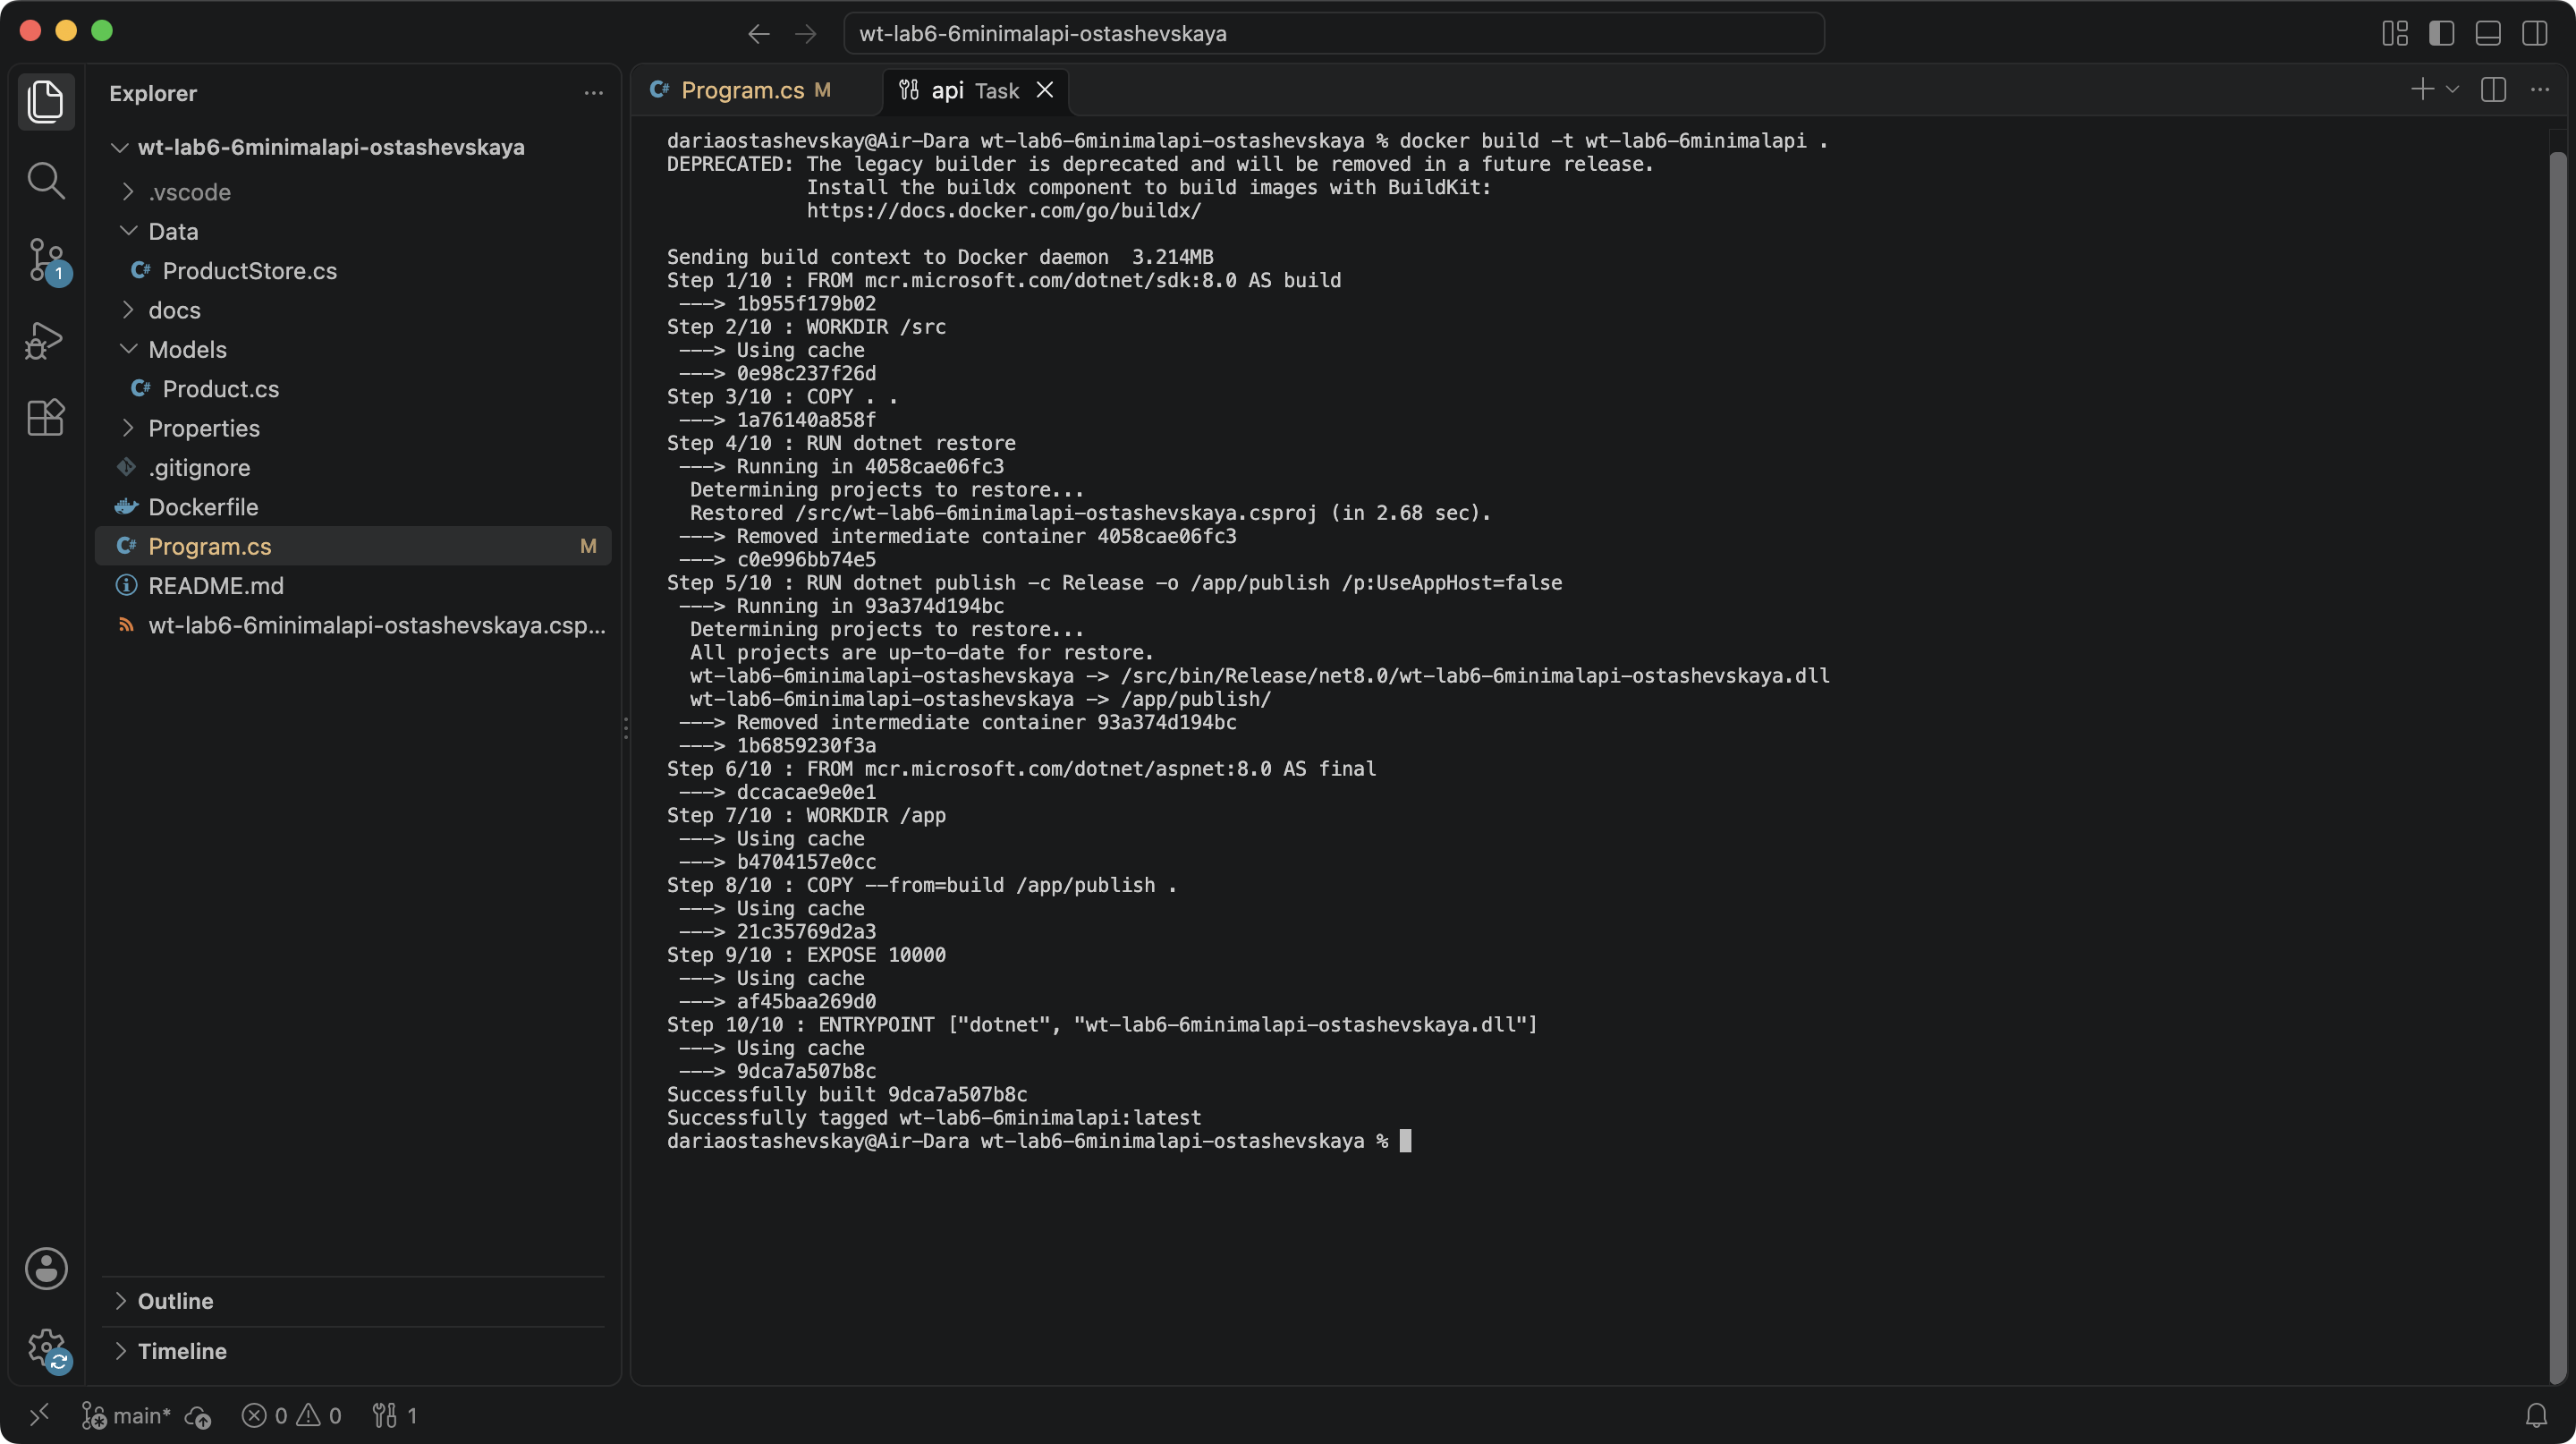 wt-lab6-6minimalapi-ostashevskaya
Explorer
wt-lab6-6minimalapi-ostashevskaya
.vscode
Data
C# ProductStore.cs
docs
Models
C# Product.cs
Properties
.gitignore
Dockerfile
C# Program.cs M
README.md
wt-lab6-6minimalapi-ostashevskaya.csp...
Outline
Timeline
1
C# Program.cs M
api Task
dariaostashevskay@Air-Dara wt-lab6-6minimalapi-ostashevskaya % docker build -t wt-lab6-6minimalapi .
DEPRECATED: The legacy builder is deprecated and will be removed in a future release.
Install the buildx component to build images with BuildKit:
https://docs.docker.com/go/buildx/
Sending build context to Docker daemon  3.214MB
Step 1/10 : FROM mcr.microsoft.com/dotnet/sdk:8.0 AS build
---> 1b955f179b02
Step 2/10 : WORKDIR /src
---> Using cache
---> 0e98c237f26d
Step 3/10 : COPY . .
---> 1a76140a858f
Step 4/10 : RUN dotnet restore
---> Running in 4058cae06fc3
Determining projects to restore...
Restored /src/wt-lab6-6minimalapi-ostashevskaya.csproj (in 2.68 sec).
---> Removed intermediate container 4058cae06fc3
---> c0e996bb74e5
Step 5/10 : RUN dotnet publish -c Release -o /app/publish /p:UseAppHost=false
---> Running in 93a374d194bc
Determining projects to restore...
All projects are up-to-date for restore.
wt-lab6-6minimalapi-ostashevskaya -> /src/bin/Release/net8.0/wt-lab6-6minimalapi-ostashevskaya.dll
wt-lab6-6minimalapi-ostashevskaya -> /app/publish/
---> Removed intermediate container 93a374d194bc
---> 1b6859230f3a
Step 6/10 : FROM mcr.microsoft.com/dotnet/aspnet:8.0 AS final
---> dccacae9e0e1
Step 7/10 : WORKDIR /app
---> Using cache
---> b4704157e0cc
Step 8/10 : COPY --from=build /app/publish .
---> Using cache
---> 21c35769d2a3
Step 9/10 : EXPOSE 10000
---> Using cache
---> af45baa269d0
Step 10/10 : ENTRYPOINT ["dotnet", "wt-lab6-6minimalapi-ostashevskaya.dll"]
---> Using cache
---> 9dca7a507b8c
Successfully built 9dca7a507b8c
Successfully tagged wt-lab6-6minimalapi:latest
dariaostashevskay@Air-Dara wt-lab6-6minimalapi-ostashevskaya %
main* 0 0 1